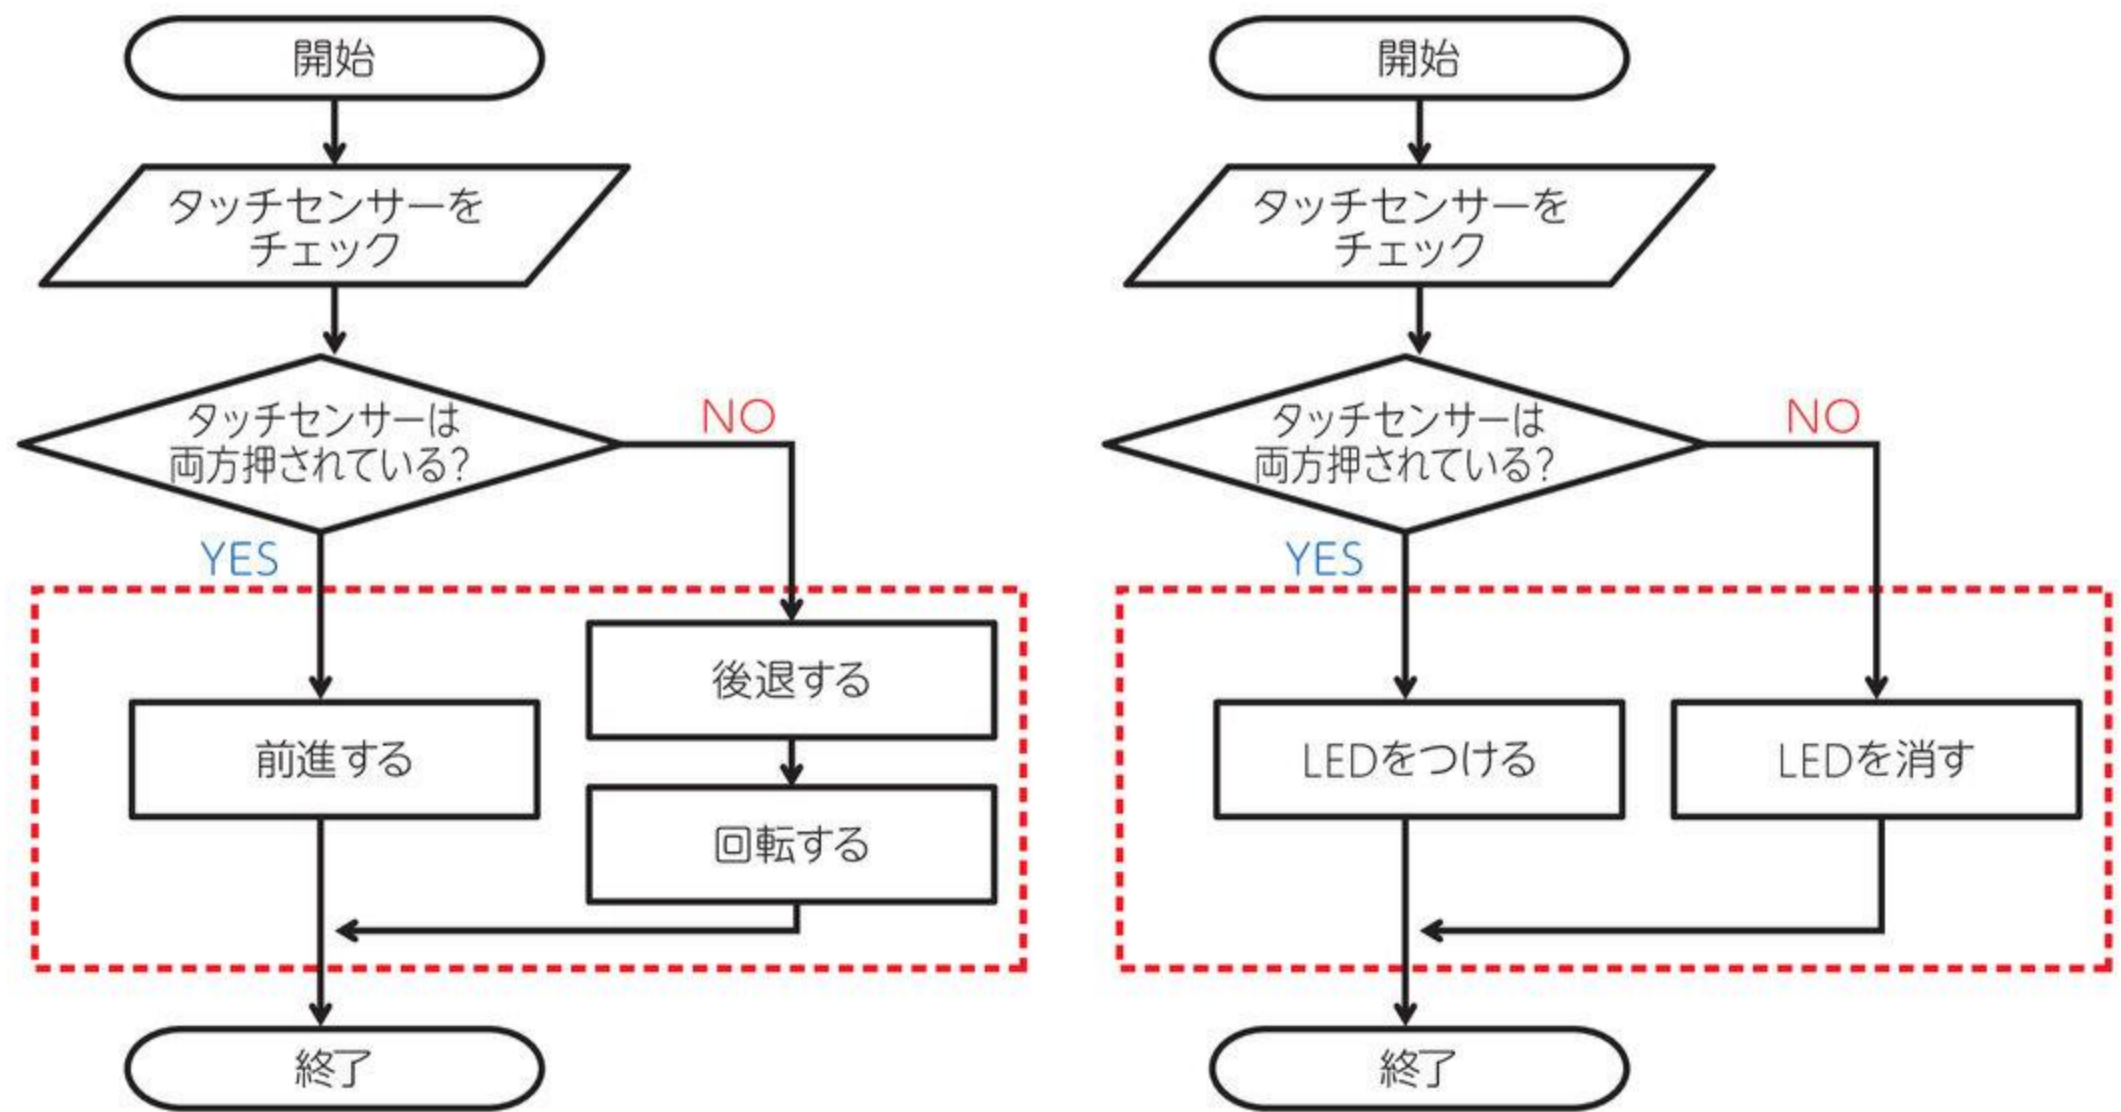 開始
タッチセンサーを
チェック
タッチセンサーは
両方押されている?
NO
YES
後退する
前進する
回転する
終了
開始
タッチセンサーを
チェック
タッチセンサーは
両方押されている?
NO
YES
LEDをつける
LEDを消す
終了